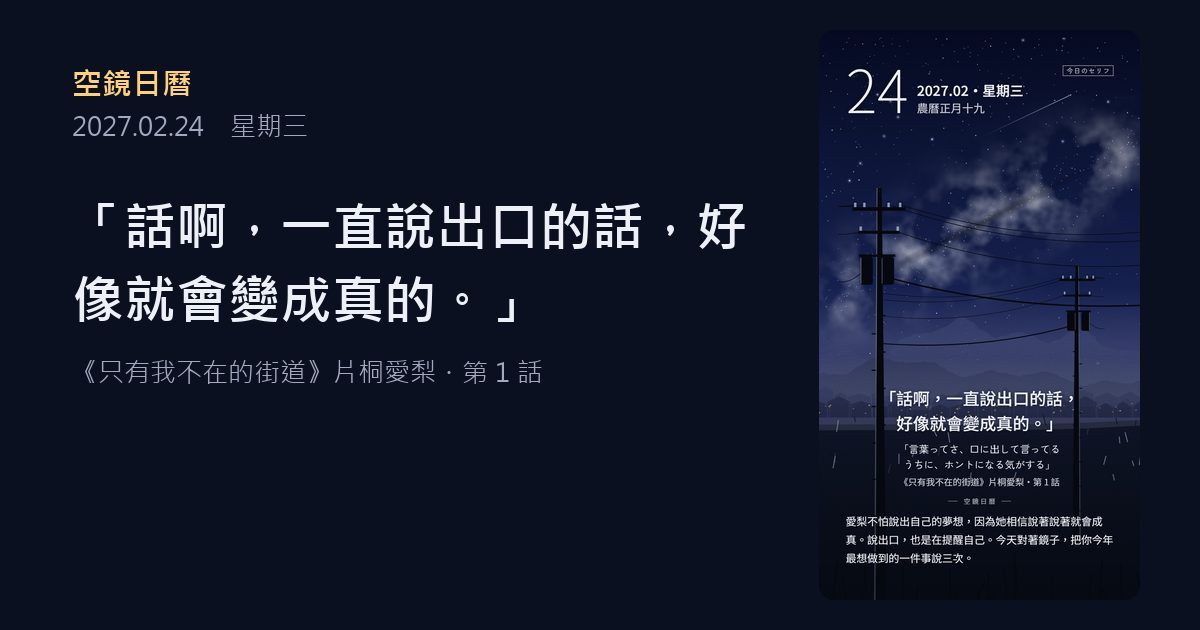 空鏡日曆
2027.02.24 星期三
「話啊，一直說出口的話，好
像就會變成真的。」
《只有我不在的街道》片桐愛梨．第 1 話
24
2027.02・星期三
農曆正月十九
今日のセリフ
「話啊，一直說出口的話，
好像就會變成真的。」
「言葉ってさ、口に出して言ってる
うちに、ホントになる気がする」
《只有我不在的街道》片桐愛梨・第 1 話
— 空鏡日曆 —
愛梨不怕說出自己的夢想，因為她相信說著說著就會成
真。說出口，也是在提醒自己。今天對著鏡子，把你今年
最想做到的一件事說三次。